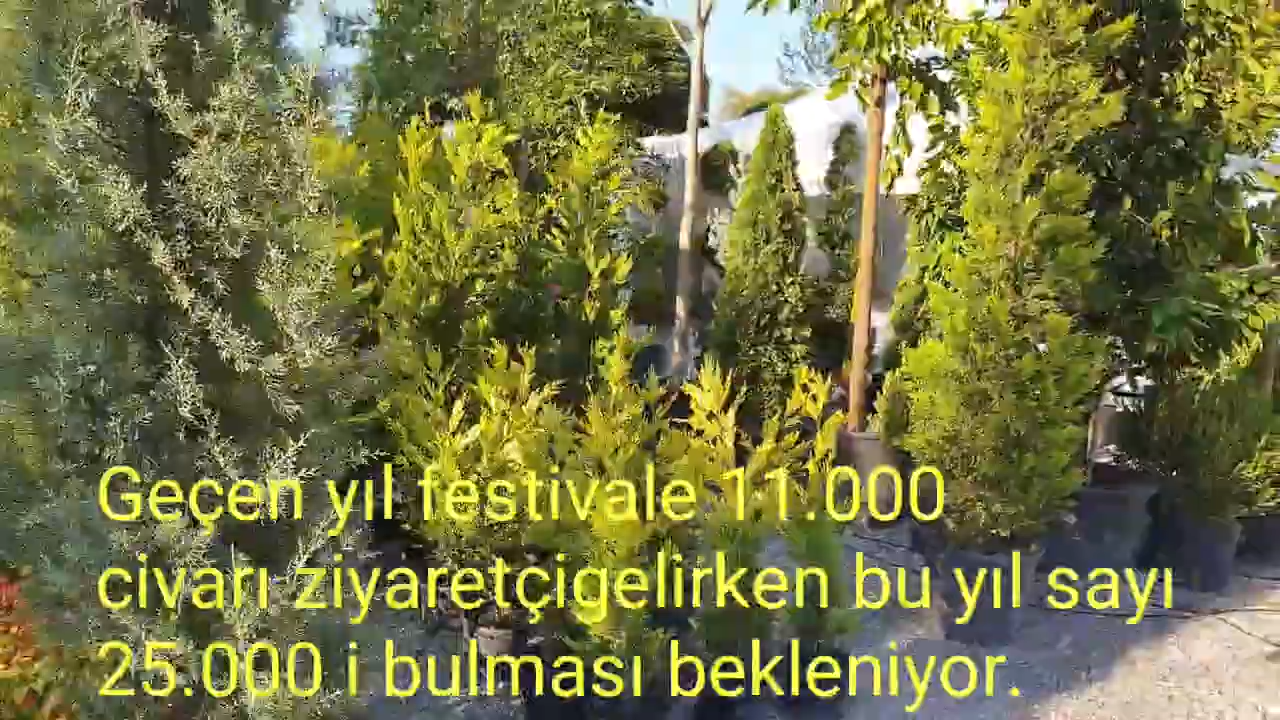 Geçen yıl festivale 11.000
civarı ziyaretçigelirken bu yıl sayı
25.000 i bulması bekleniyor.